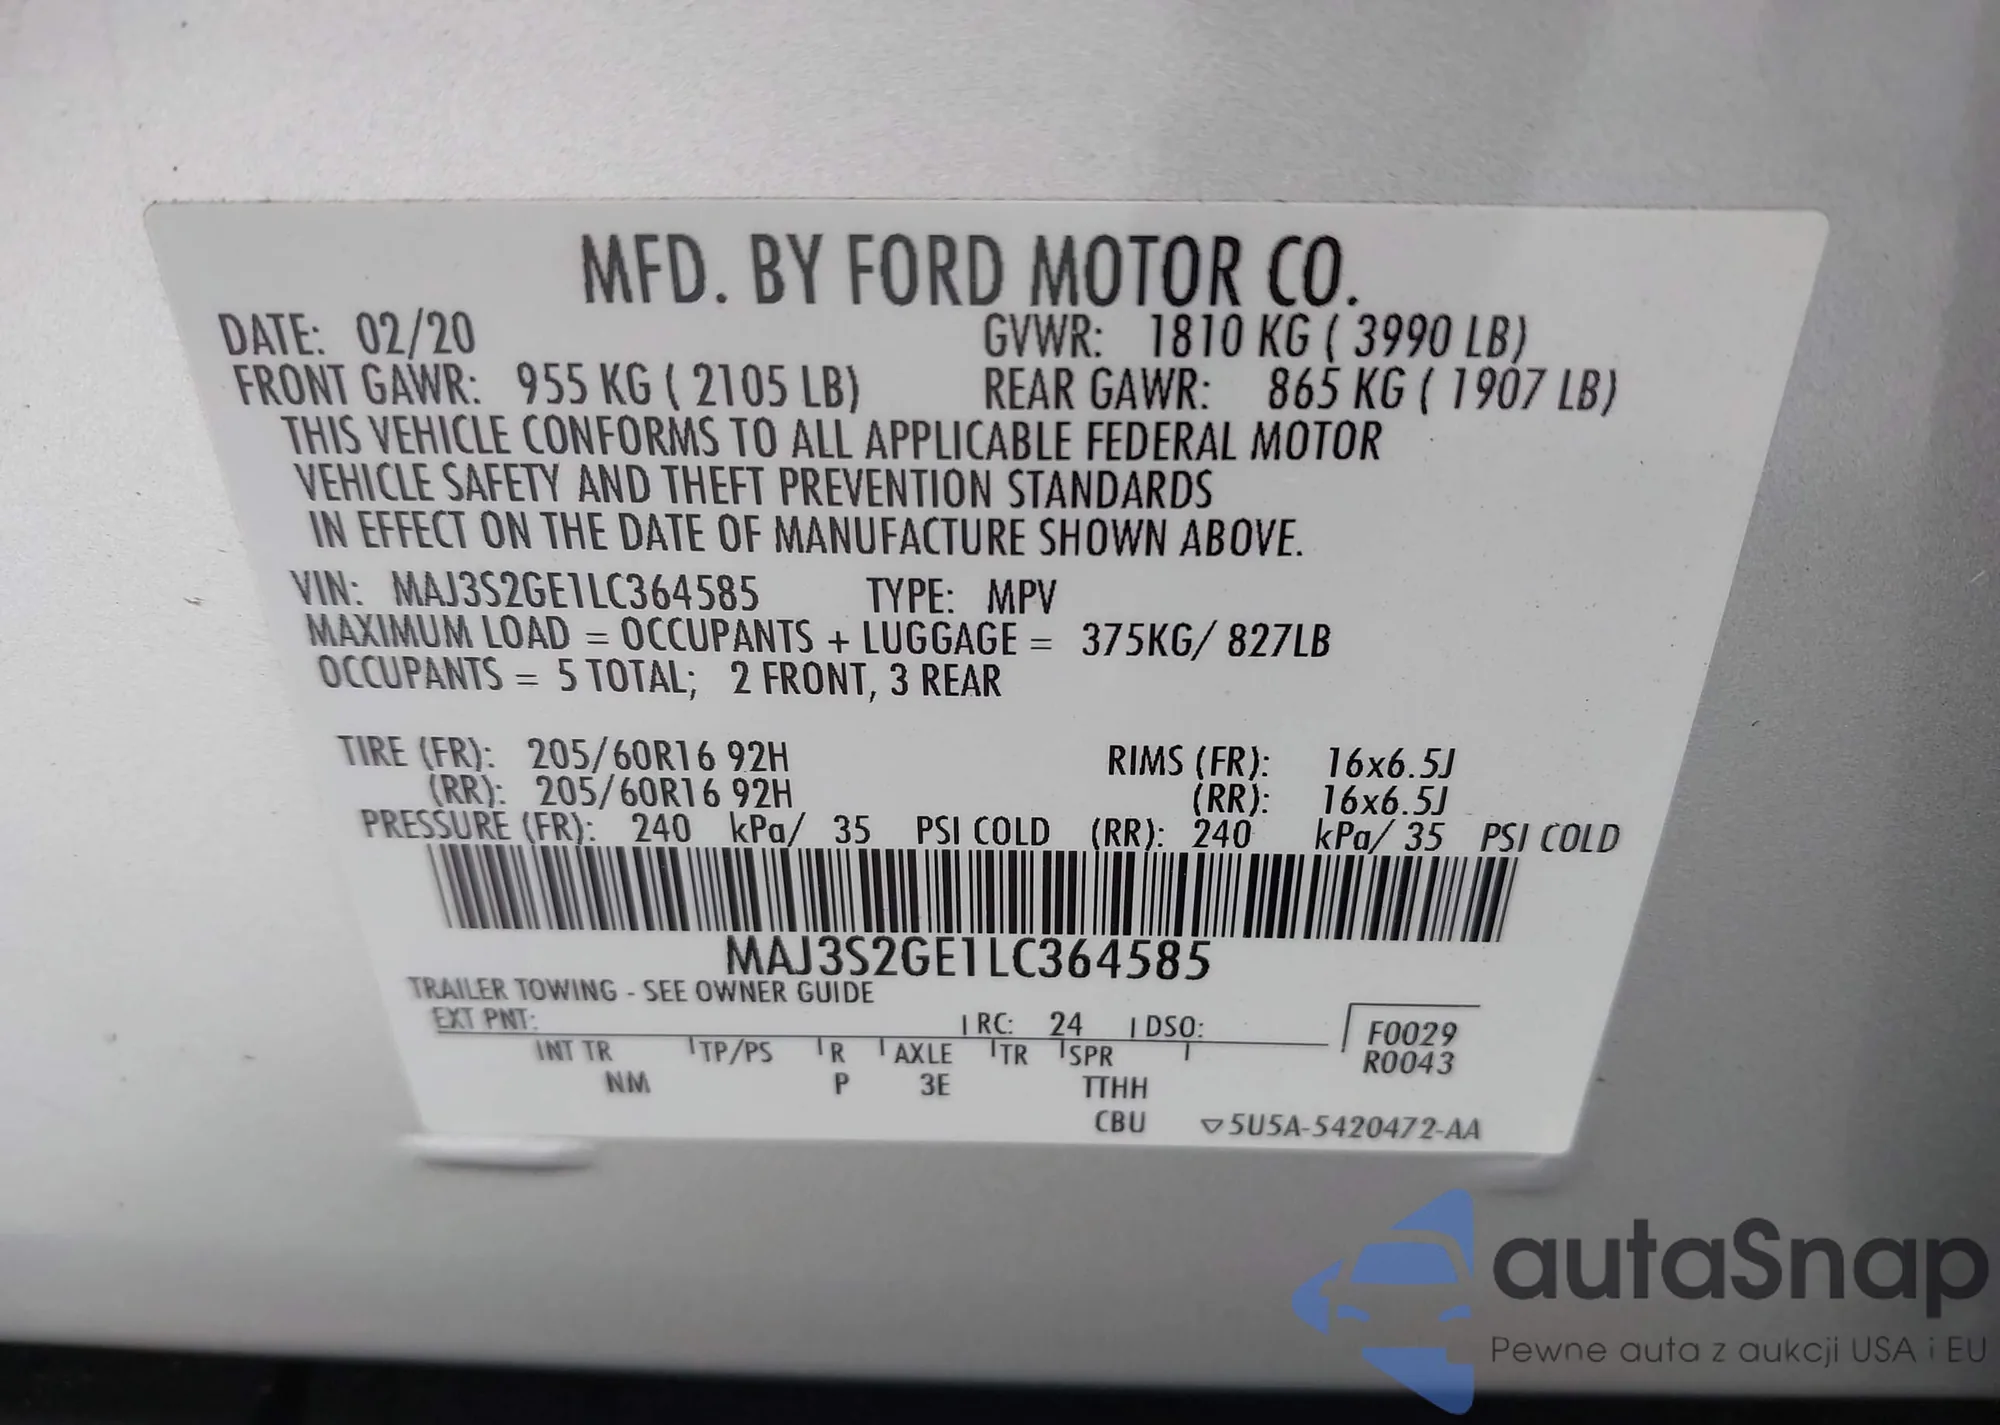 MFD. BY FORD MOTOR CO.
DATE: 02/20 GVWR: 1810 KG ( 3990 LB)
FRONT GAWR: 955 KG ( 2105 LB) REAR GAWR: 865 KG ( 1907 LB)
THIS VEHICLE CONFORMS TO ALL APPLICABLE FEDERAL MOTOR
VEHICLE SAFETY AND THEFT PREVENTION STANDARDS
IN EFFECT ON THE DATE OF MANUFACTURE SHOWN ABOVE.
VIN: MAJ3S2GE1LC364585 TYPE: MPV
MAXIMUM LOAD = OCCUPANTS + LUGGAGE = 375KG/ 827LB
OCCUPANTS = 5 TOTAL; 2 FRONT, 3 REAR
TIRE (FR): 205/60R16 92H RIMS (FR): 16x6.5J
(RR): 205/60R16 92H (RR): 16x6.5J
PRESSURE (FR): 240 kPa/ 35 PSI COLD (RR): 240 kPa/ 35 PSI COLD
MAJ3S2GE1LC364585
TRAILER TOWING - SEE OWNER GUIDE
EXT PNT: RC: 24 DSO: F0029
R0043
INT TR TP/PS R AXLE TR SPR
NM P 3E TTHH
CBU ▽5U5A-5420472-AA
autaSnap
Pewne auta z aukcji USA i EU